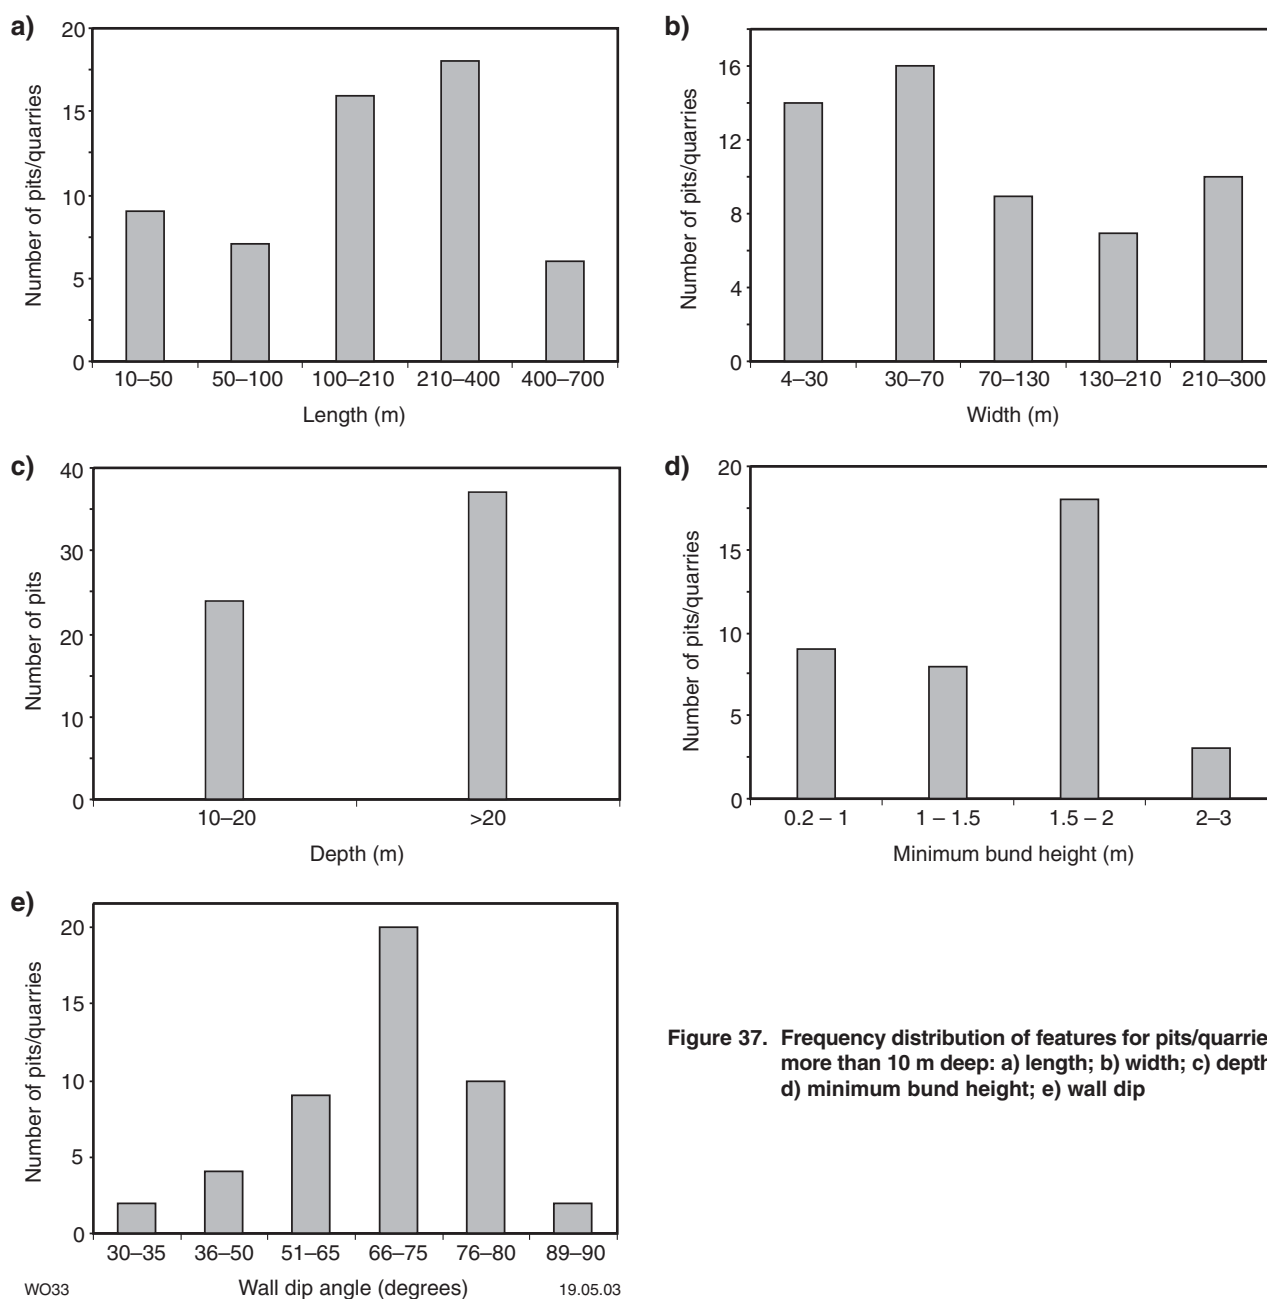 a)
20
15
10
5
0
Number of pits/quarries
10–50 50–100 100–210 210–400 400–700
Length (m)
b)
16
12
8
4
0
Number of pits/quarries
4–30 30–70 70–130 130–210 210–300
Width (m)
c)
40
30
20
10
0
Number of pits
10–20 >20
Depth (m)
d)
20
15
10
5
0
Number of pits/quarries
0.2 – 1 1 – 1.5 1.5 – 2 2–3
Minimum bund height (m)
e)
20
15
10
5
0
Number of pits/quarries
30–35 36–50 51–65 66–75 76–80 89–90
WO33 Wall dip angle (degrees) 19.05.03
Figure 37. Frequency distribution of features for pits/quarrie
more than 10 m deep: a) length; b) width; c) depth
d) minimum bund height; e) wall dip